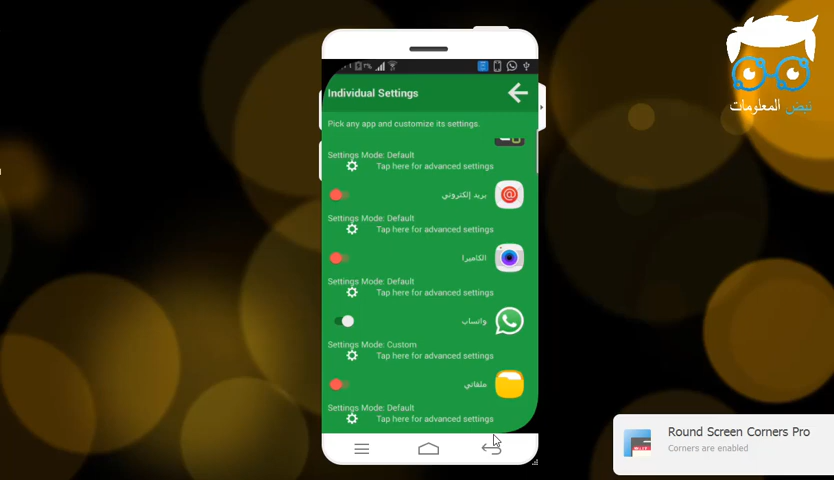 Individual Settings
Pick any app and customize its settings.
Settings Mode: Default
Tap here for advanced settings
بريد إلكتروني
Settings Mode: Default
Tap here for advanced settings
الكاميرا
Settings Mode: Default
Tap here for advanced settings
واتساب
Settings Mode: Custom
Tap here for advanced settings
ملفاتي
Settings Mode: Default
Tap here for advanced settings
نبض المعلومات
Round Screen Corners Pro
Corners are enabled